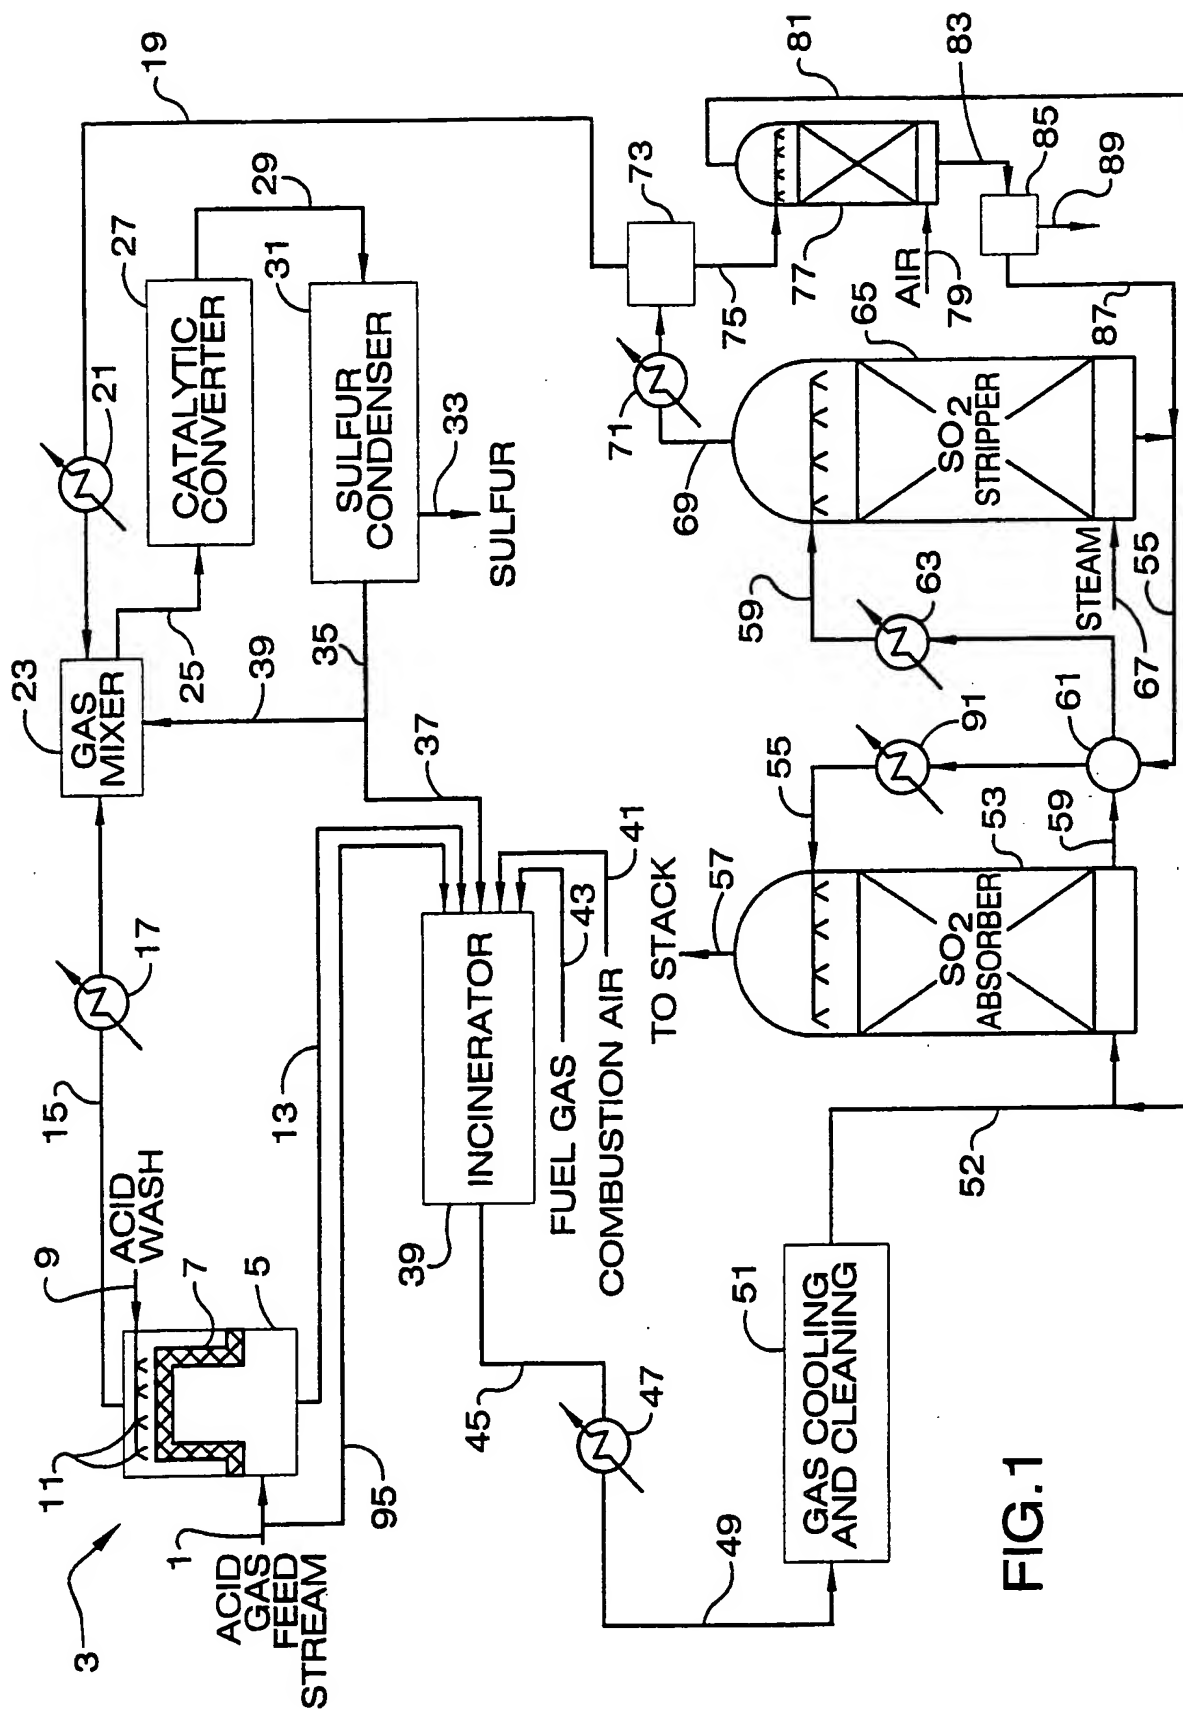 3
1
ACID
GAS
FEED
STREAM
11
9
ACID
WASH
7
5
95
13
15
17
23
GAS
MIXER
25
39
21
19
27
CATALYTIC
CONVERTER
29
31
SULFUR
CONDENSER
33
SULFUR
35
37
39
INCINERATOR
43
FUEL GAS
41
COMBUSTION AIR
45
47
49
51
GAS COOLING
AND CLEANING
52
TO STACK
57
55
53
SO2
ABSORBER
59
61
91
63
59
STEAM
67
55
65
SO2
STRIPPER
69
71
73
75
77
AIR
79
81
83
85
87
89
FIG.1